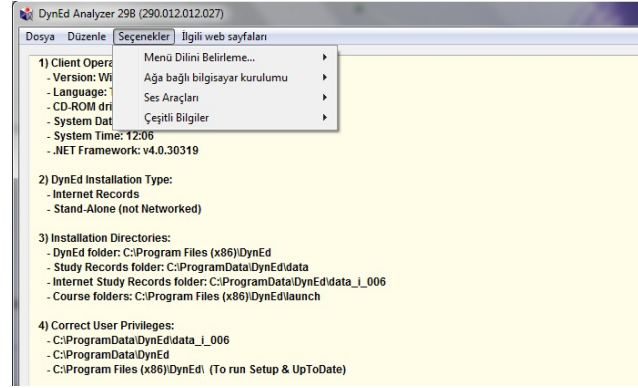 DynEd Analyzer 29B (290.012.012.027)
Dosya Düzenle Seçenekler İlgili web sayfaları
Menü Dilini Belirleme...
Ağa bağlı bilgisayar kurulumu
Ses Araçları
Çeşitli Bilgiler
1) Client Opera
- Version: Wi
- Language:
- CD-ROM dri
- System Dat
- System Time: 12:06
- .NET Framework: v4.0.30319
2) DynEd Installation Type:
- Internet Records
- Stand-Alone (not Networked)
3) Installation Directories:
- DynEd folder: C:\Program Files (x86)\DynEd
- Study Records folder: C:\ProgramData\DynEd\data
- Internet Study Records folder: C:\ProgramData\DynEd\data_i_006
- Course folders: C:\Program Files (x86)\DynEd\launch
4) Correct User Privileges:
- C:\ProgramData\DynEd\data_i_006
- C:\ProgramData\DynEd
- C:\Program Files (x86)\DynEd\ (To run Setup & UpToDate)